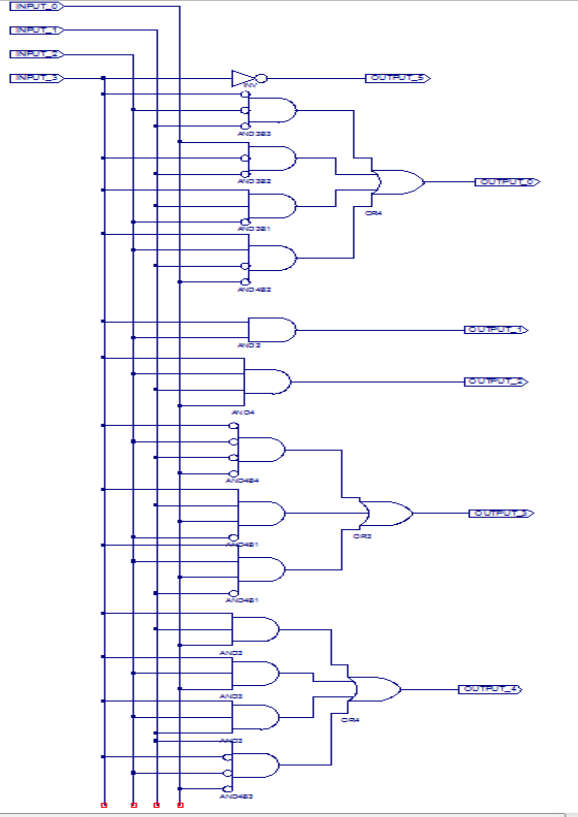 INPUT_0
INPUT_1
INPUT_2
INPUT_3
OUTPUT_5
INV
AND3B3
AND3B2
OUTPUT_0
OR4
AND3B1
AND4B2
OUTPUT_1
AND2
OUTPUT_2
AND4
AND4B4
OUTPUT_3
OR3
AND4B1
AND4B1
AND3
OUTPUT_4
AND3
OR4
AND3
AND4B3